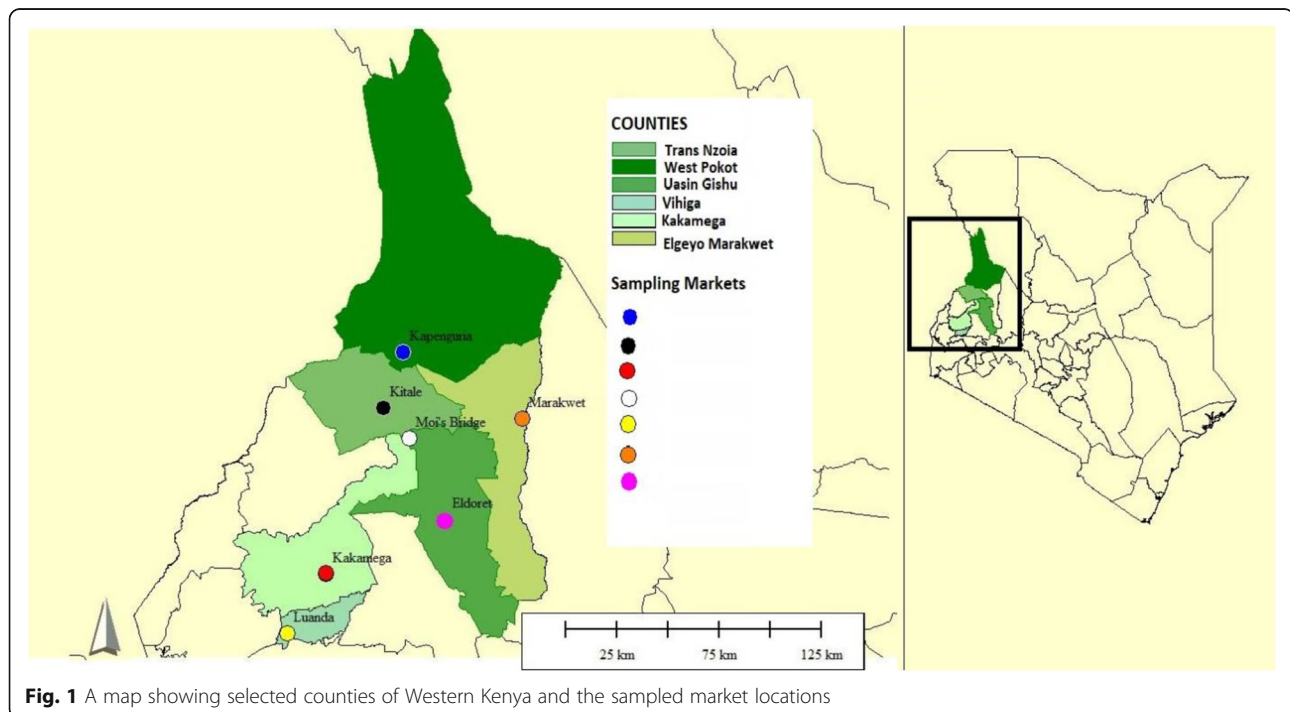 COUNTIES
Trans Nzoia
West Pokot
Uasin Gishu
Vihiga
Kakamega
Elgeyo Marakwet
Sampling Markets
Kapenguria
Kitale
Marakwet
Moi's Bridge
Eldoret
Kakamega
Luanda
25 km 75 km 125 km
Fig. 1 A map showing selected counties of Western Kenya and the sampled market locations